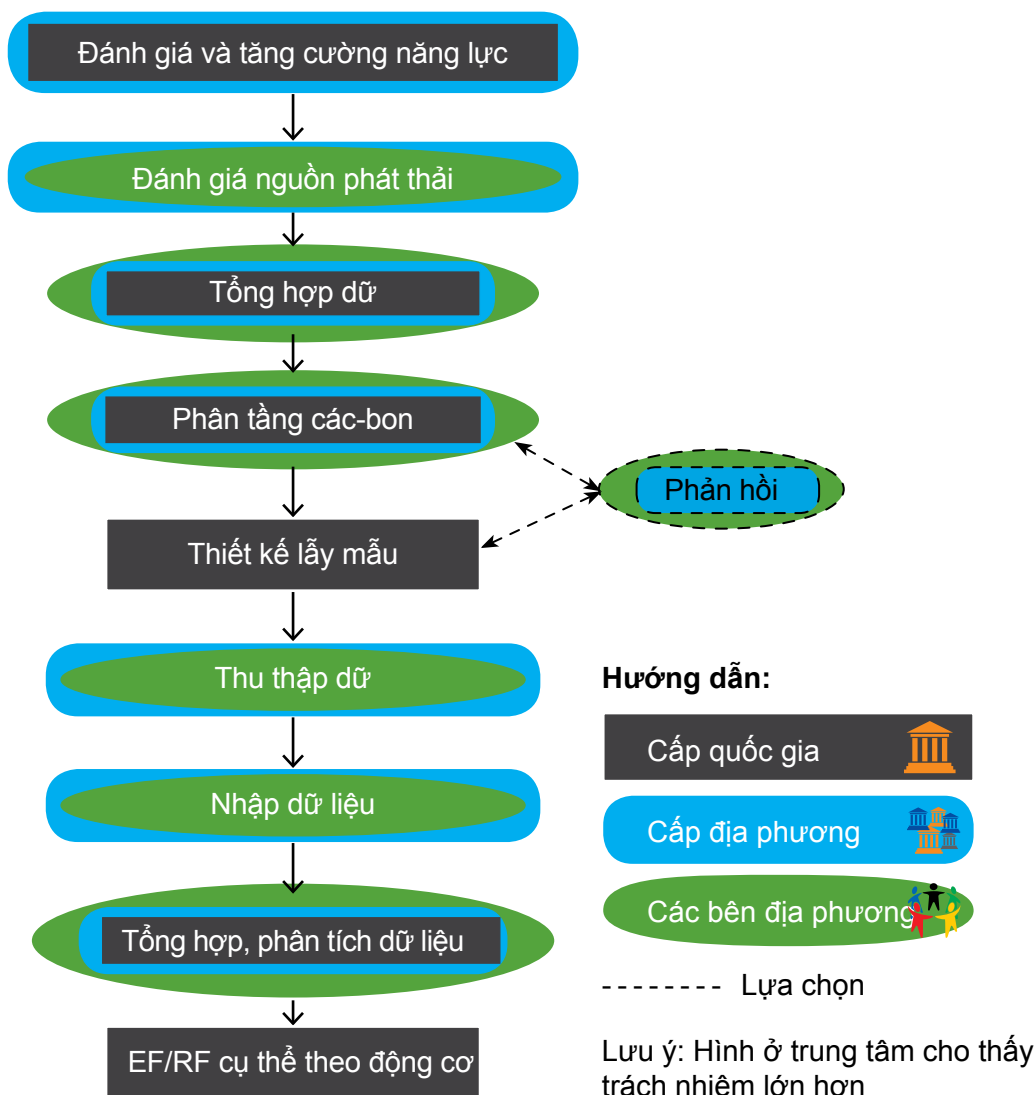 Đánh giá và tăng cường năng lực
Đánh giá nguồn phát thải
Tổng hợp dữ
Phân tầng các-bon
Phản hồi
Thiết kế lẫy mẫu
Thu thập dữ
Nhập dữ liệu
Tổng hợp, phân tích dữ liệu
EF/RF cụ thể theo động cơ
Hướng dẫn:
Cấp quốc gia
Cấp địa phương
Các bên địa phương
Lựa chọn
Lưu ý: Hình ở trung tâm cho thấy
trách nhiệm lớn hơn